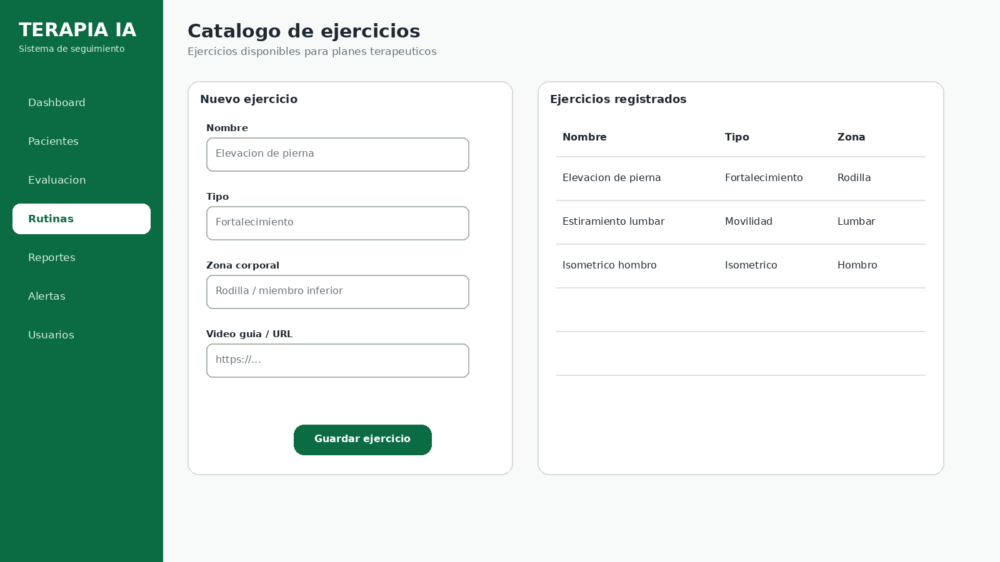 TERAPIA IA
Sistema de seguimiento
Dashboard
Pacientes
Evaluacion
Rutinas
Reportes
Alertas
Usuarios
Catalogo de ejercicios
Ejercicios disponibles para planes terapeuticos
Nuevo ejercicio
Nombre
Elevacion de pierna
Tipo
Fortalecimiento
Zona corporal
Rodilla / miembro inferior
Video guia / URL
https://...
Guardar ejercicio
Ejercicios registrados
Nombre Tipo Zona
Elevacion de pierna Fortalecimiento Rodilla
Estiramiento lumbar Movilidad Lumbar
Isometrico hombro Isometrico Hombro